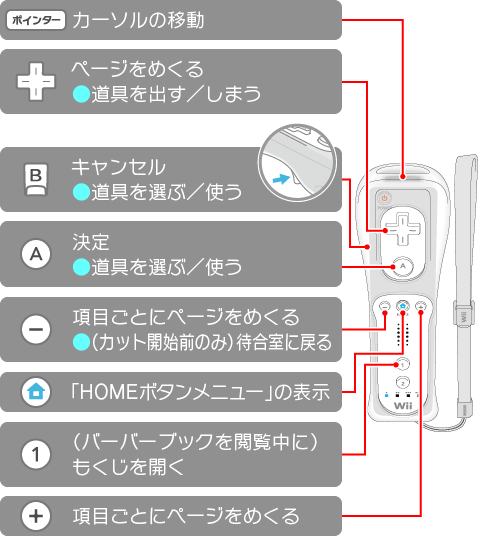 ポインター カーソルの移動
ページをめくる
●道具を出す／しまう
B キャンセル
●道具を選ぶ／使う
A 決定
●道具を選ぶ／使う
− 項目ごとにページをめくる
●(カット開始前のみ)待合室に戻る
「HOMEボタンメニュー」の表示
1 (バーバーブックを閲覧中に)
もくじを開く
+ 項目ごとにページをめくる
A
1
2
Wii
Wii